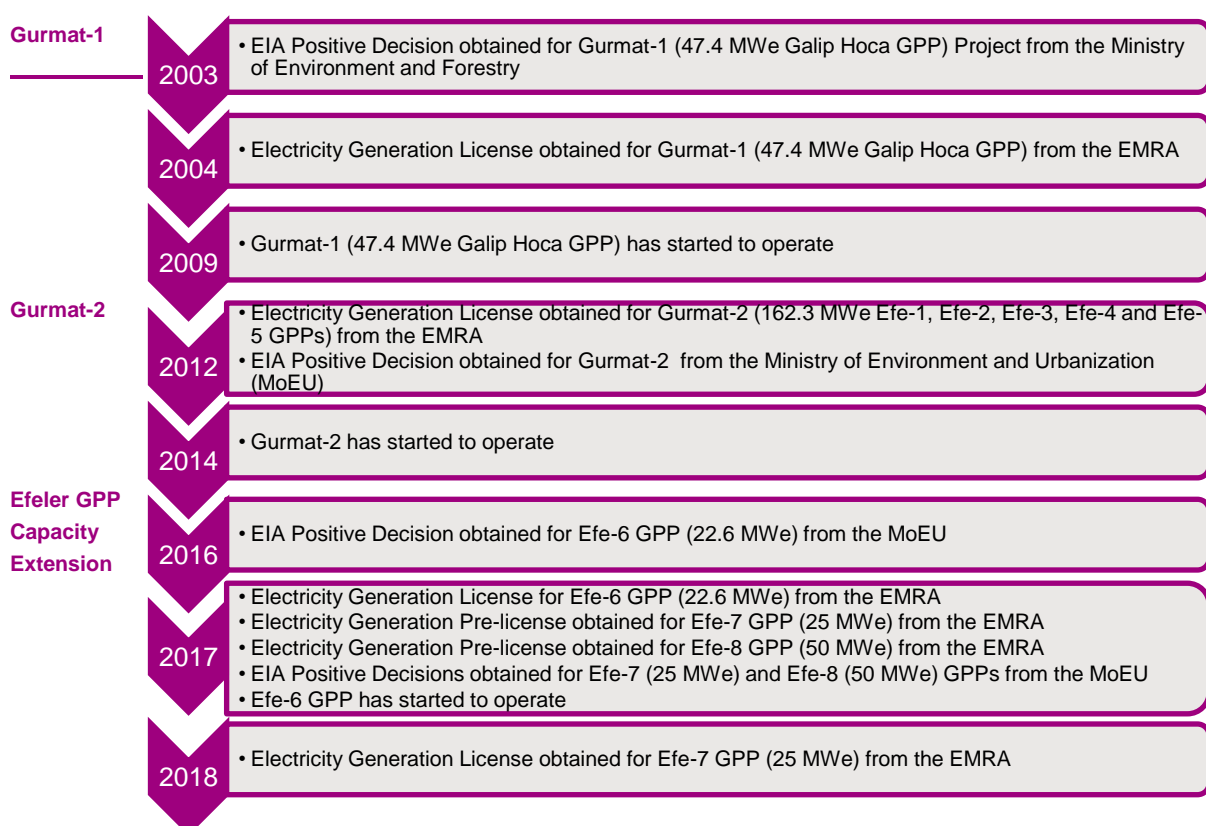 Gurmat-1
2003
• EIA Positive Decision obtained for Gurmat-1 (47.4 MWe Galip Hoca GPP) Project from the Ministry
of Environment and Forestry
2004
• Electricity Generation License obtained for Gurmat-1 (47.4 MWe Galip Hoca GPP) from the EMRA
2009
• Gurmat-1 (47.4 MWe Galip Hoca GPP) has started to operate
Gurmat-2
2012
• Electricity Generation License obtained for Gurmat-2 (162.3 MWe Efe-1, Efe-2, Efe-3, Efe-4 and Efe-
5 GPPs) from the EMRA
• EIA Positive Decision obtained for Gurmat-2 from the Ministry of Environment and Urbanization
(MoEU)
2014
• Gurmat-2 has started to operate
Efeler GPP
Capacity
Extension
2016
• EIA Positive Decision obtained for Efe-6 GPP (22.6 MWe) from the MoEU
2017
• Electricity Generation License for Efe-6 GPP (22.6 MWe) from the EMRA
• Electricity Generation Pre-license obtained for Efe-7 GPP (25 MWe) from the EMRA
• Electricity Generation Pre-license obtained for Efe-8 GPP (50 MWe) from the EMRA
• EIA Positive Decisions obtained for Efe-7 (25 MWe) and Efe-8 (50 MWe) GPPs from the MoEU
• Efe-6 GPP has started to operate
2018
• Electricity Generation License obtained for Efe-7 GPP (25 MWe) from the EMRA